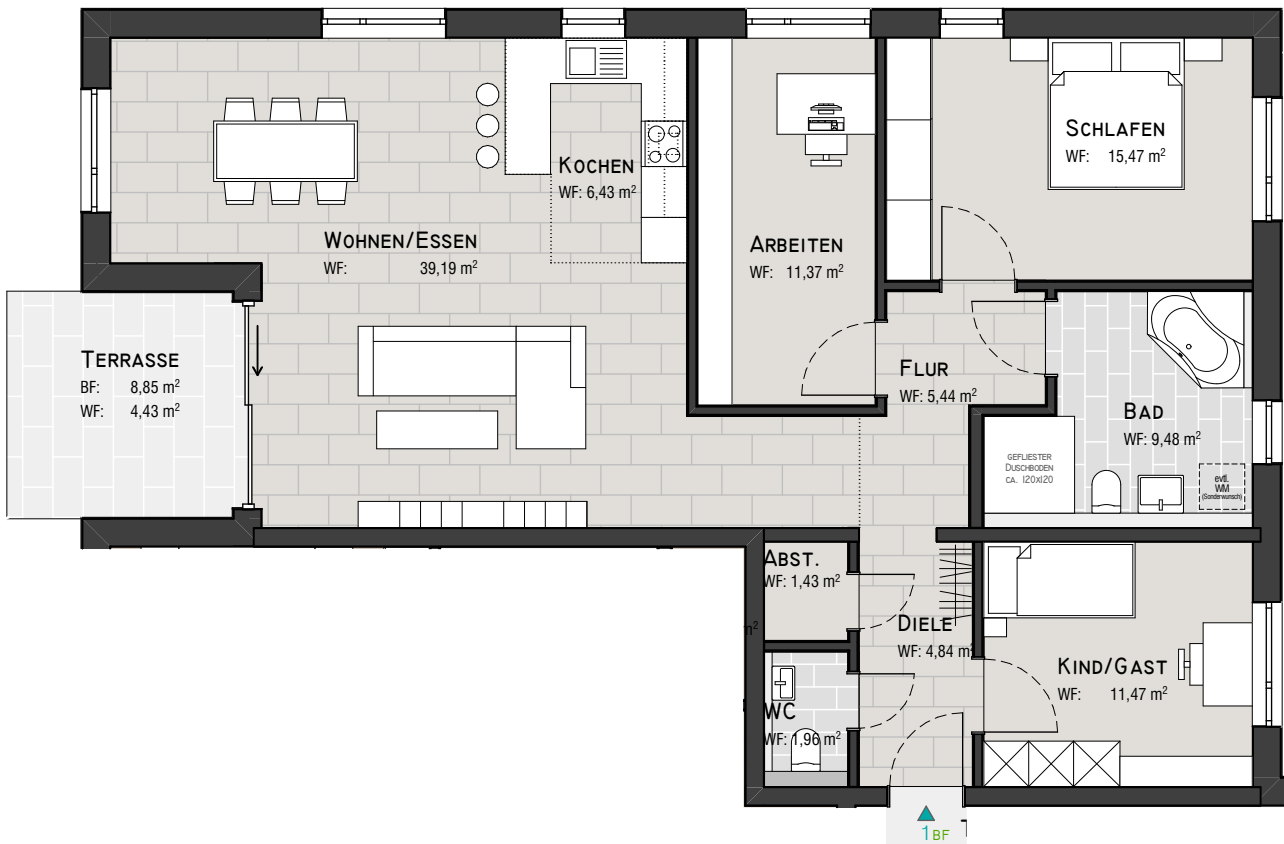 SCHLAFEN
WF: 15,47 m²
KOCHEN
WF: 6,43 m²
WOHNEN/ESSEN
WF: 39,19 m²
ARBEITEN
WF: 11,37 m²
TERRASSE
BF: 8,85 m²
WF: 4,43 m²
FLUR
WF: 5,44 m²
BAD
WF: 9,48 m²
GEFLIESTER
DUSCHBODEN
CA. 120X120
evtl.
WM
(Sonderwunsch)
ABST.
WF: 1,43 m²
m²
DIELE
WF: 4,84 m²
KIND/GAST
WF: 11,47 m²
WC
WF: 1,96 m²
1 BF